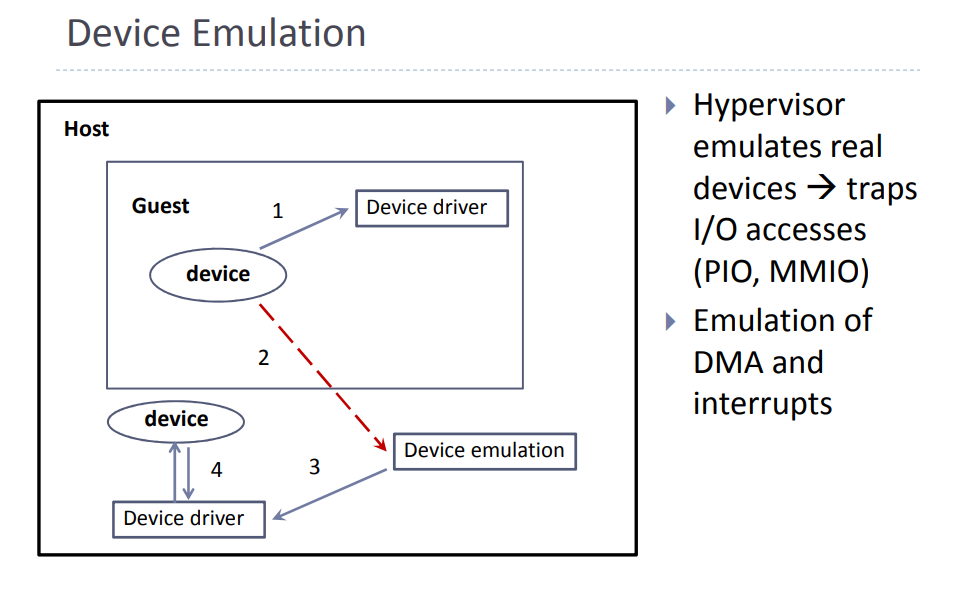 Device Emulation
Host
Guest
1
Device driver
device
2
device
Device emulation
4
3
Device driver
Hypervisor
emulates real
devices → traps
I/O accesses
(PIO, MMIO)
Emulation of
DMA and
interrupts